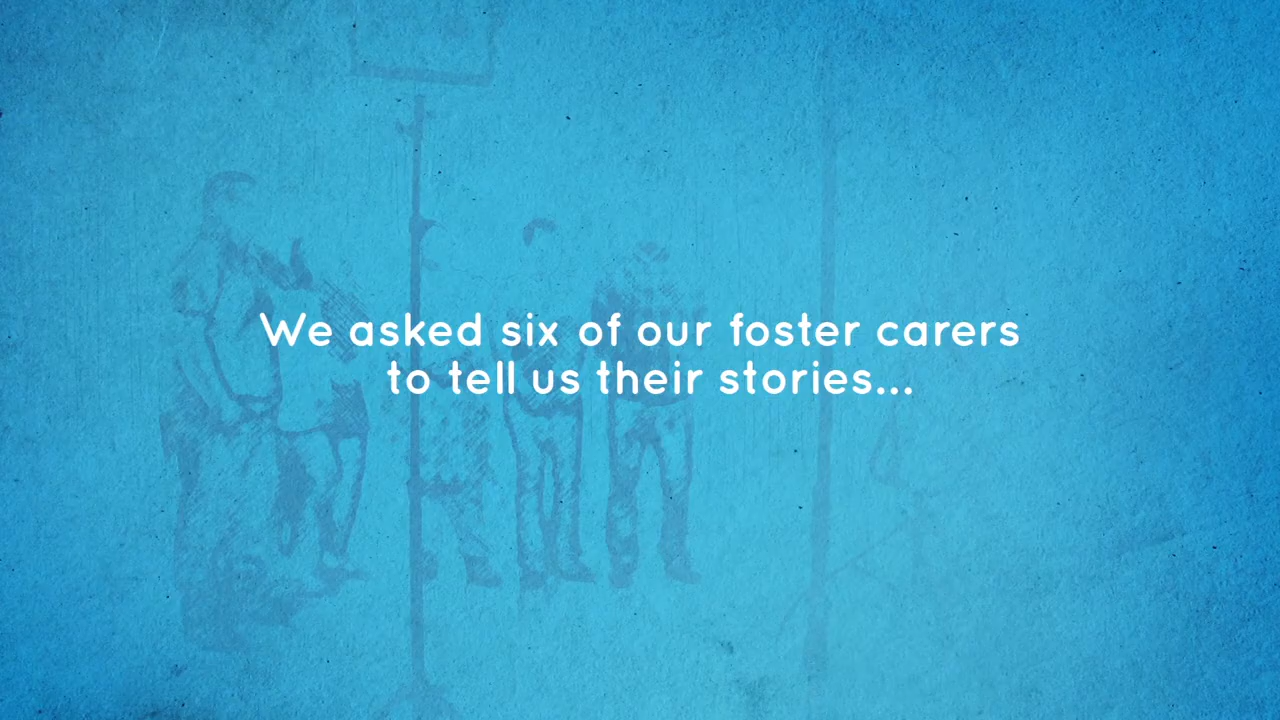 We asked six of our foster carers
to tell us their stories...